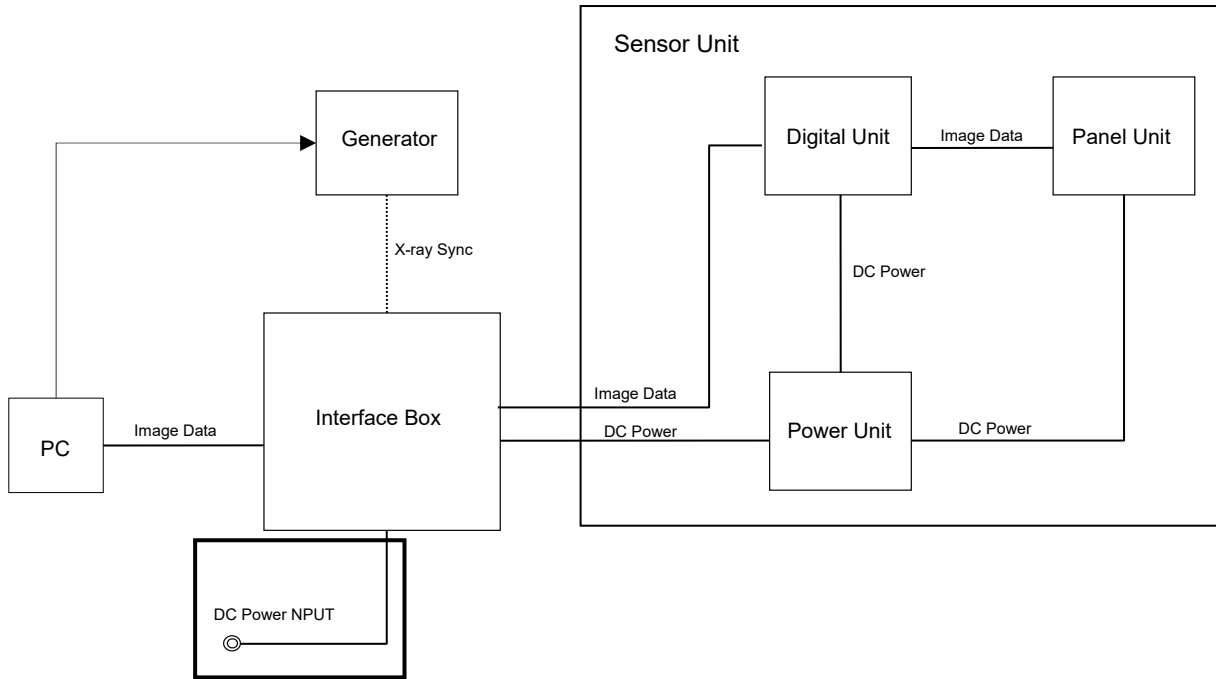 Sensor Unit
Generator
Digital Unit
Image Data
Panel Unit
X-ray Sync
DC Power
Image Data
Interface Box
PC
Image Data
DC Power
Power Unit
DC Power
DC Power NPUT